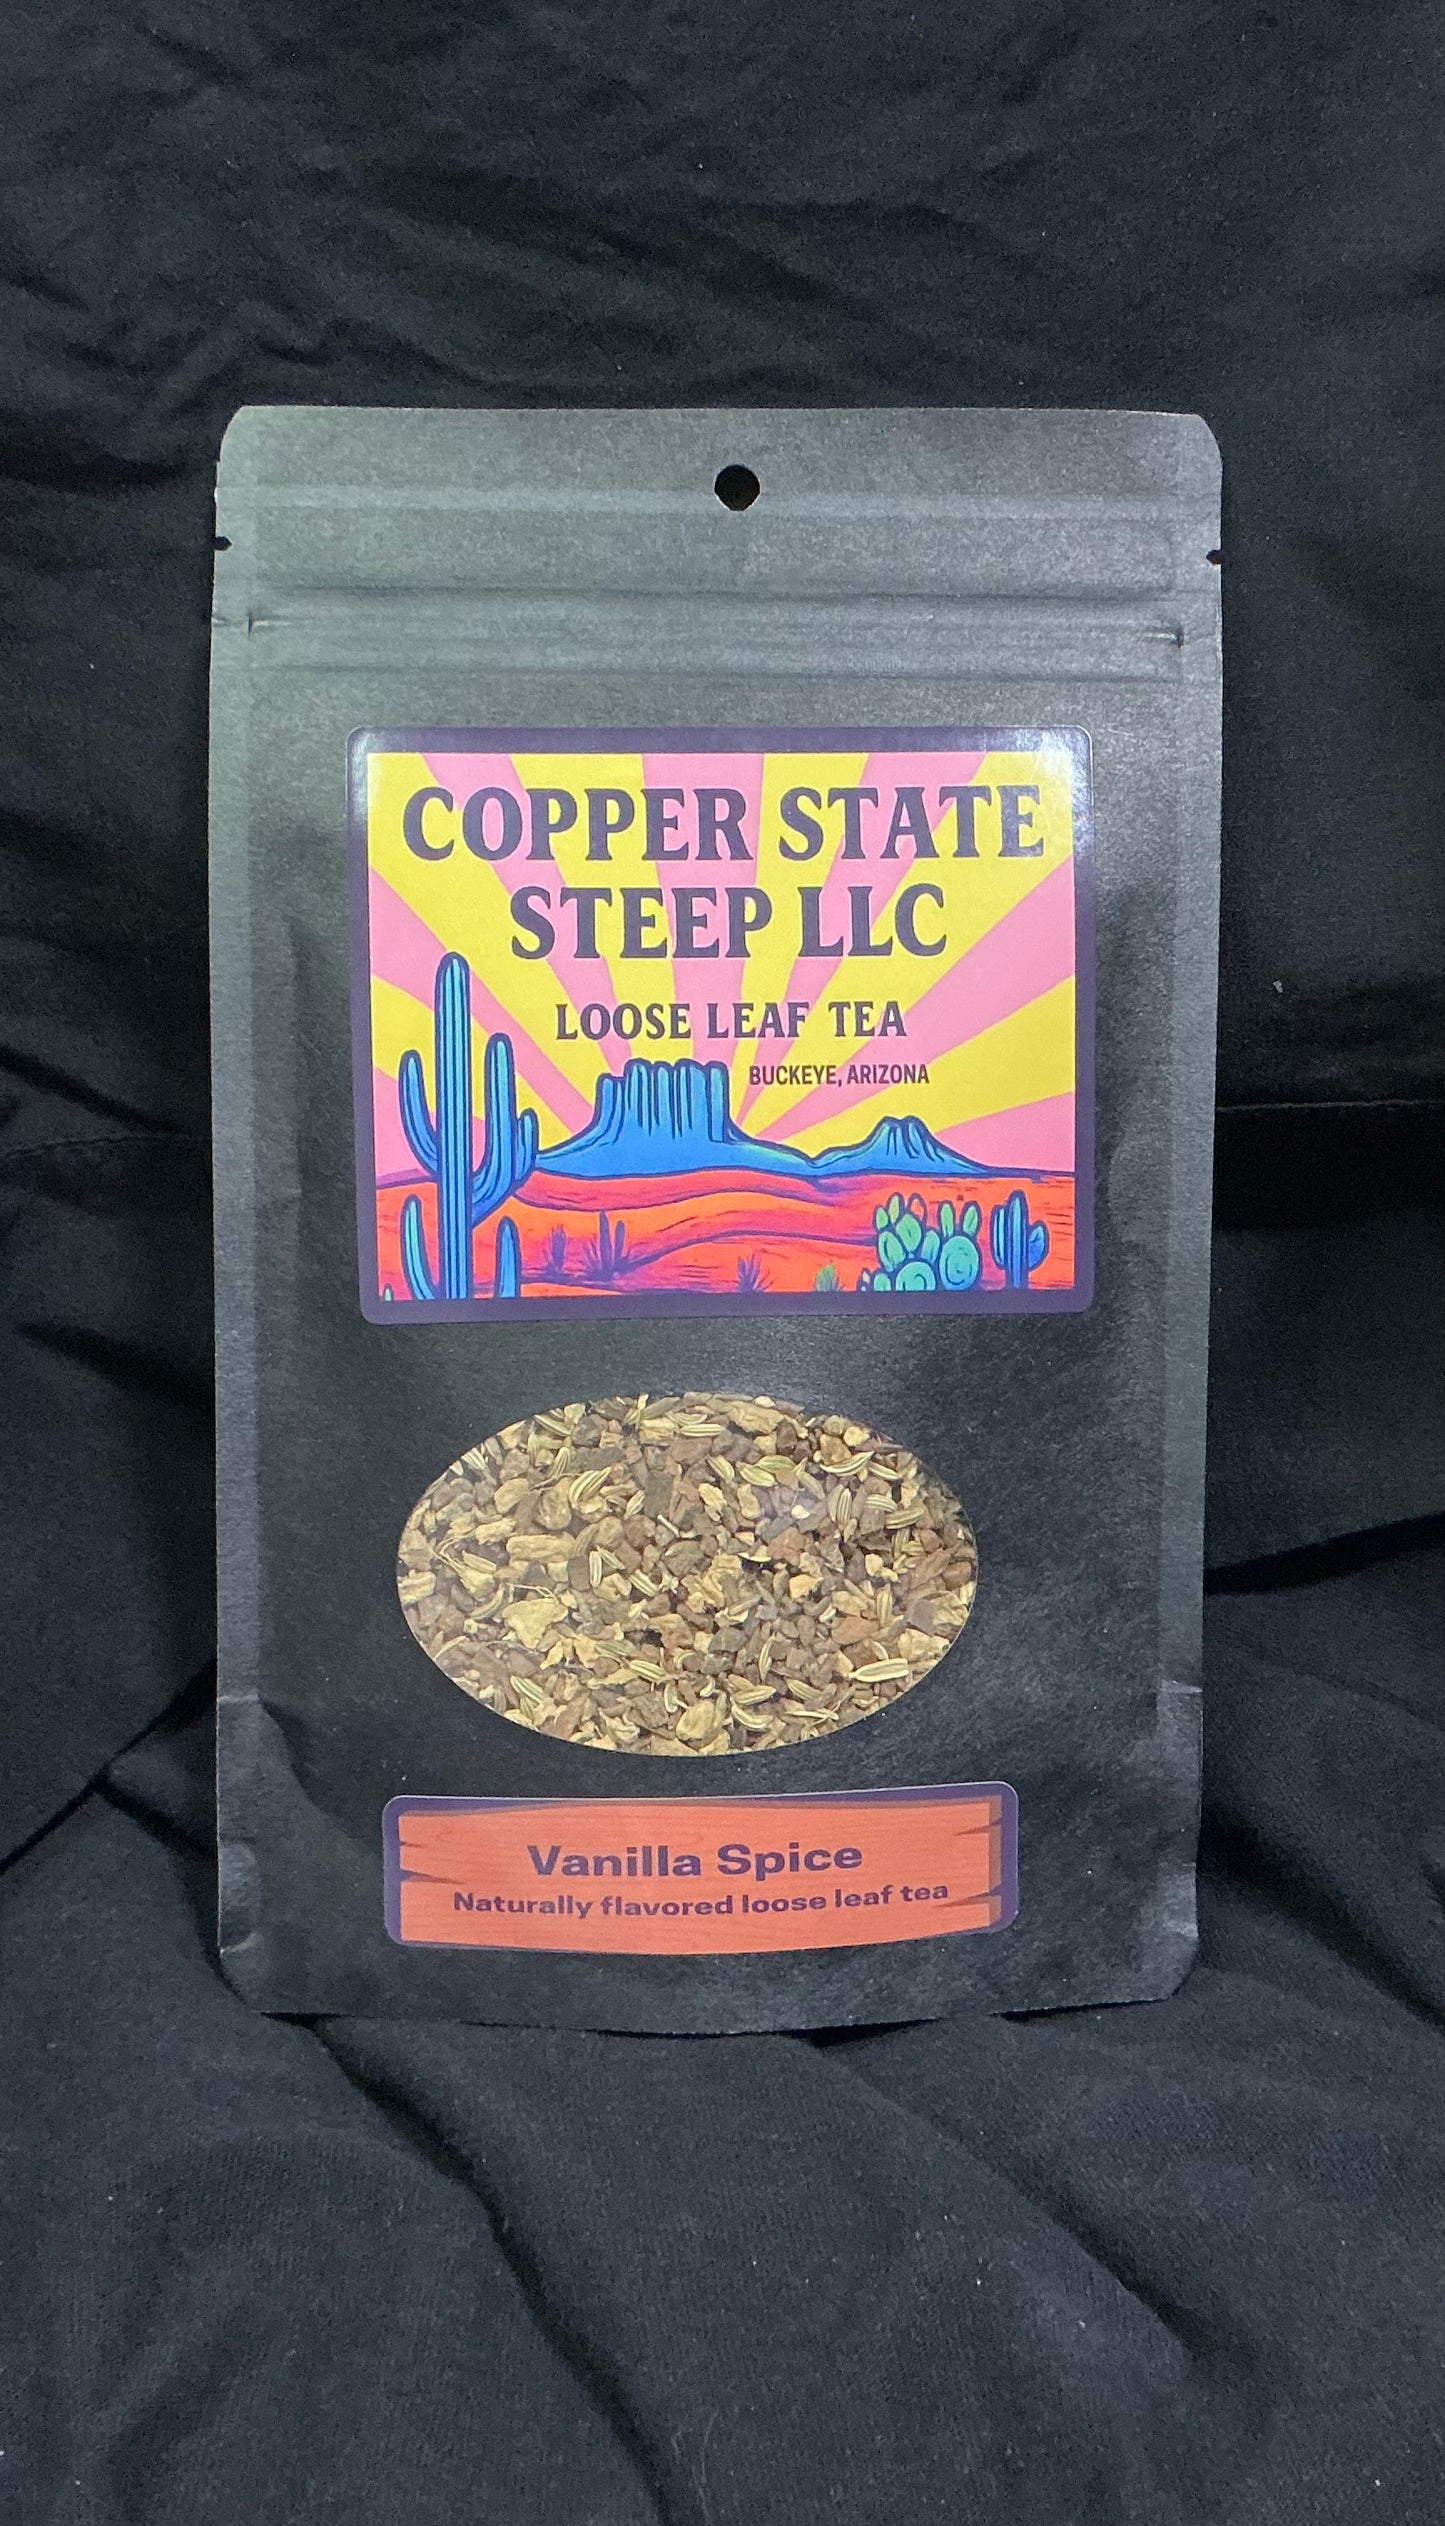 COPPER STATE
STEEP LLC
LOOSE LEAF TEA
BUCKEYE, ARIZONA
Vanilla Spice
Naturally flavored loose leaf tea